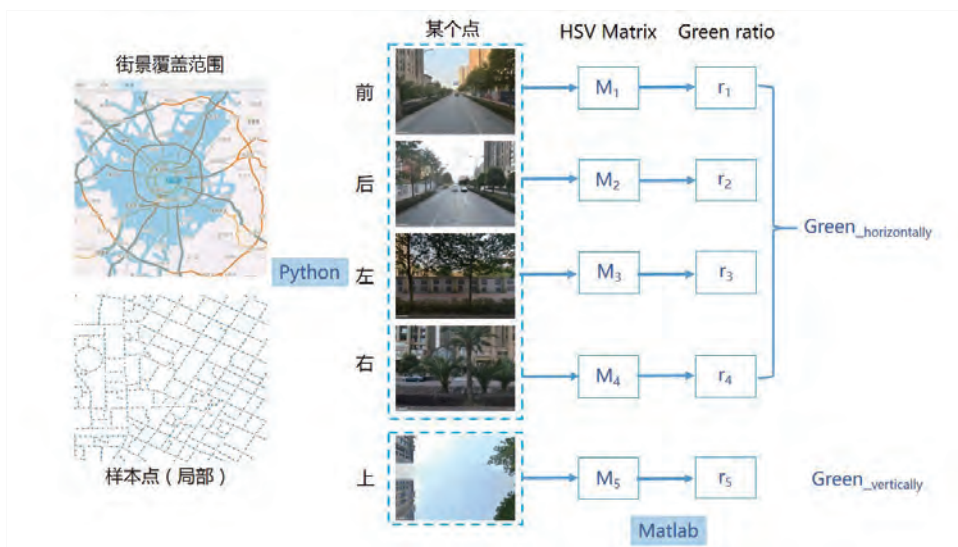 某个点
HSV Matrix
Green ratio
街景覆盖范围
前
M1
r1
后
M2
r2
Green_horizontally
Python
左
M3
r3
右
M4
r4
样本点（局部）
上
M5
r5
Green_vertically
Matlab